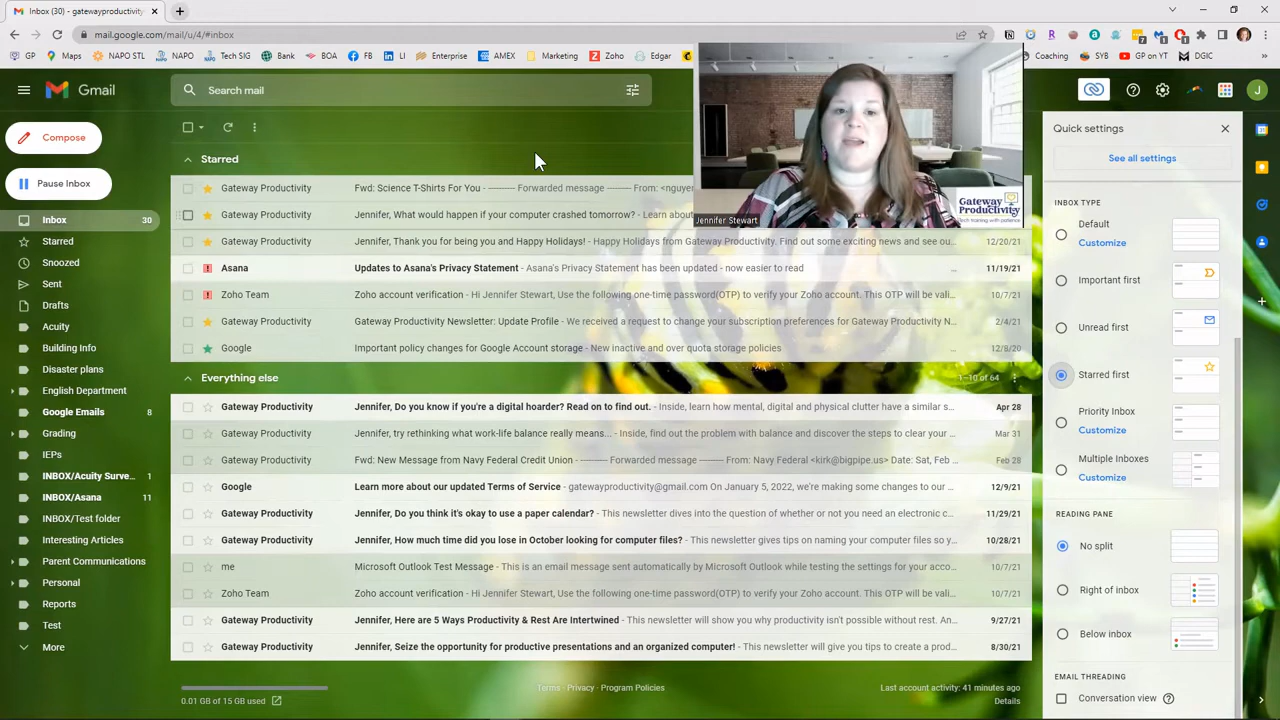 Inbox (30) - gatewayproductiv
mail.google.com/mail/u/4/#inbox
GP Maps NAPO STL NAPO Tech SIG Bank BOA FB LI Enterprise AMEX Marketing Zoho Edgar Coaching SYB GP on YT DGIC
Gmail
Search mail
J
Compose
Pause Inbox
Inbox 30
Starred
Snoozed
Sent
Drafts
Acuity
Building Info
Disaster plans
English Department
Google Emails 8
Grading
IEPs
INBOX/Acuity Surve... 1
INBOX/Asana 11
INBOX/Test folder
Interesting Articles
Parent Communications
Personal
Reports
Test
More
Starred
Gateway Productivity Fwd: Science T-Shirts For You - ---------- Forwarded message --------- From: <nguyen
Gateway Productivity Jennifer, What would happen if your computer crashed tomorrow? - Learn abou
Gateway Productivity Jennifer, Thank you for being you and Happy Holidays! - Happy Holidays from Gateway Productivity. Find out some exciting news and see ou... 12/20/21
Asana Updates to Asana's Privacy Statement - Asana's Privacy Statement has been updated - now easier to read ... 11/19/21
Zoho Team Zoho account verification - Hi Jennifer Stewart, Use the following one-time password(OTP) to verify your Zoho account. This OTP will be vali... 10/7/21
Gateway Productivity Gateway Productivity Newsletter: Update Profile - We received a request to change your subscription preferences for Gateway Productivity N... 2/4/21
Google Important policy changes for Google Account storage - New inactive and over quota storage policies ... 12/8/20
Everything else 1–10 of 64
Gateway Productivity Jennifer, Do you know if you're a digital hoarder? Read on to find out. - Inside, learn how mental, digital and physical clutter have a similar s... Apr 28
Gateway Productivity Jennifer, try rethinking what work-life balance really means... - Inside, find out the problem with balance and discover the steps to clear your ... Mar 31
Gateway Productivity Fwd: New Message from Navy Federal Credit Union - ---------- Forwarded message --------- From: Navy Federal <kirk@bigpipe.us> Date: Sat, Feb ... Feb 28
Google Learn more about our updated Terms of Service - gatewayproductivity@gmail.com On January 5, 2022, we're making some changes to our ... 12/9/21
Gateway Productivity Jennifer, Do you think it's okay to use a paper calendar? - This newsletter dives into the question of whether or not you need an electronic c... 11/29/21
Gateway Productivity Jennifer, How much time did you lose in October looking for computer files? - This newsletter gives tips on naming your computer files so y... 10/28/21
me Microsoft Outlook Test Message - This is an email message sent automatically by Microsoft Outlook while testing the settings for your acco... 10/7/21
Zoho Team Zoho account verification - Hi Jennifer Stewart, Use the following one-time password(OTP) to verify your Zoho account. This OTP will be vali... 10/7/21
Gateway Productivity Jennifer, Here are 5 Ways Productivity & Rest Are Intertwined - This newsletter will show you why productivity isn't possible without rest. An... 9/27/21
Gateway Productivity Jennifer, Seize the opportunity for productive presentations and an organized computer! - This newsletter will give you tips to create a prod... 8/30/21
0.01 GB of 15 GB used
Terms · Privacy · Program Policies
Last account activity: 41 minutes ago
Details
Jennifer Stewart
Gateway
Productivity
Tech training with patience
Quick settings
See all settings
INBOX TYPE
Default
Customize
Important first
Unread first
Starred first
Priority Inbox
Customize
Multiple Inboxes
Customize
READING PANE
No split
Right of inbox
Below inbox
EMAIL THREADING
Conversation view